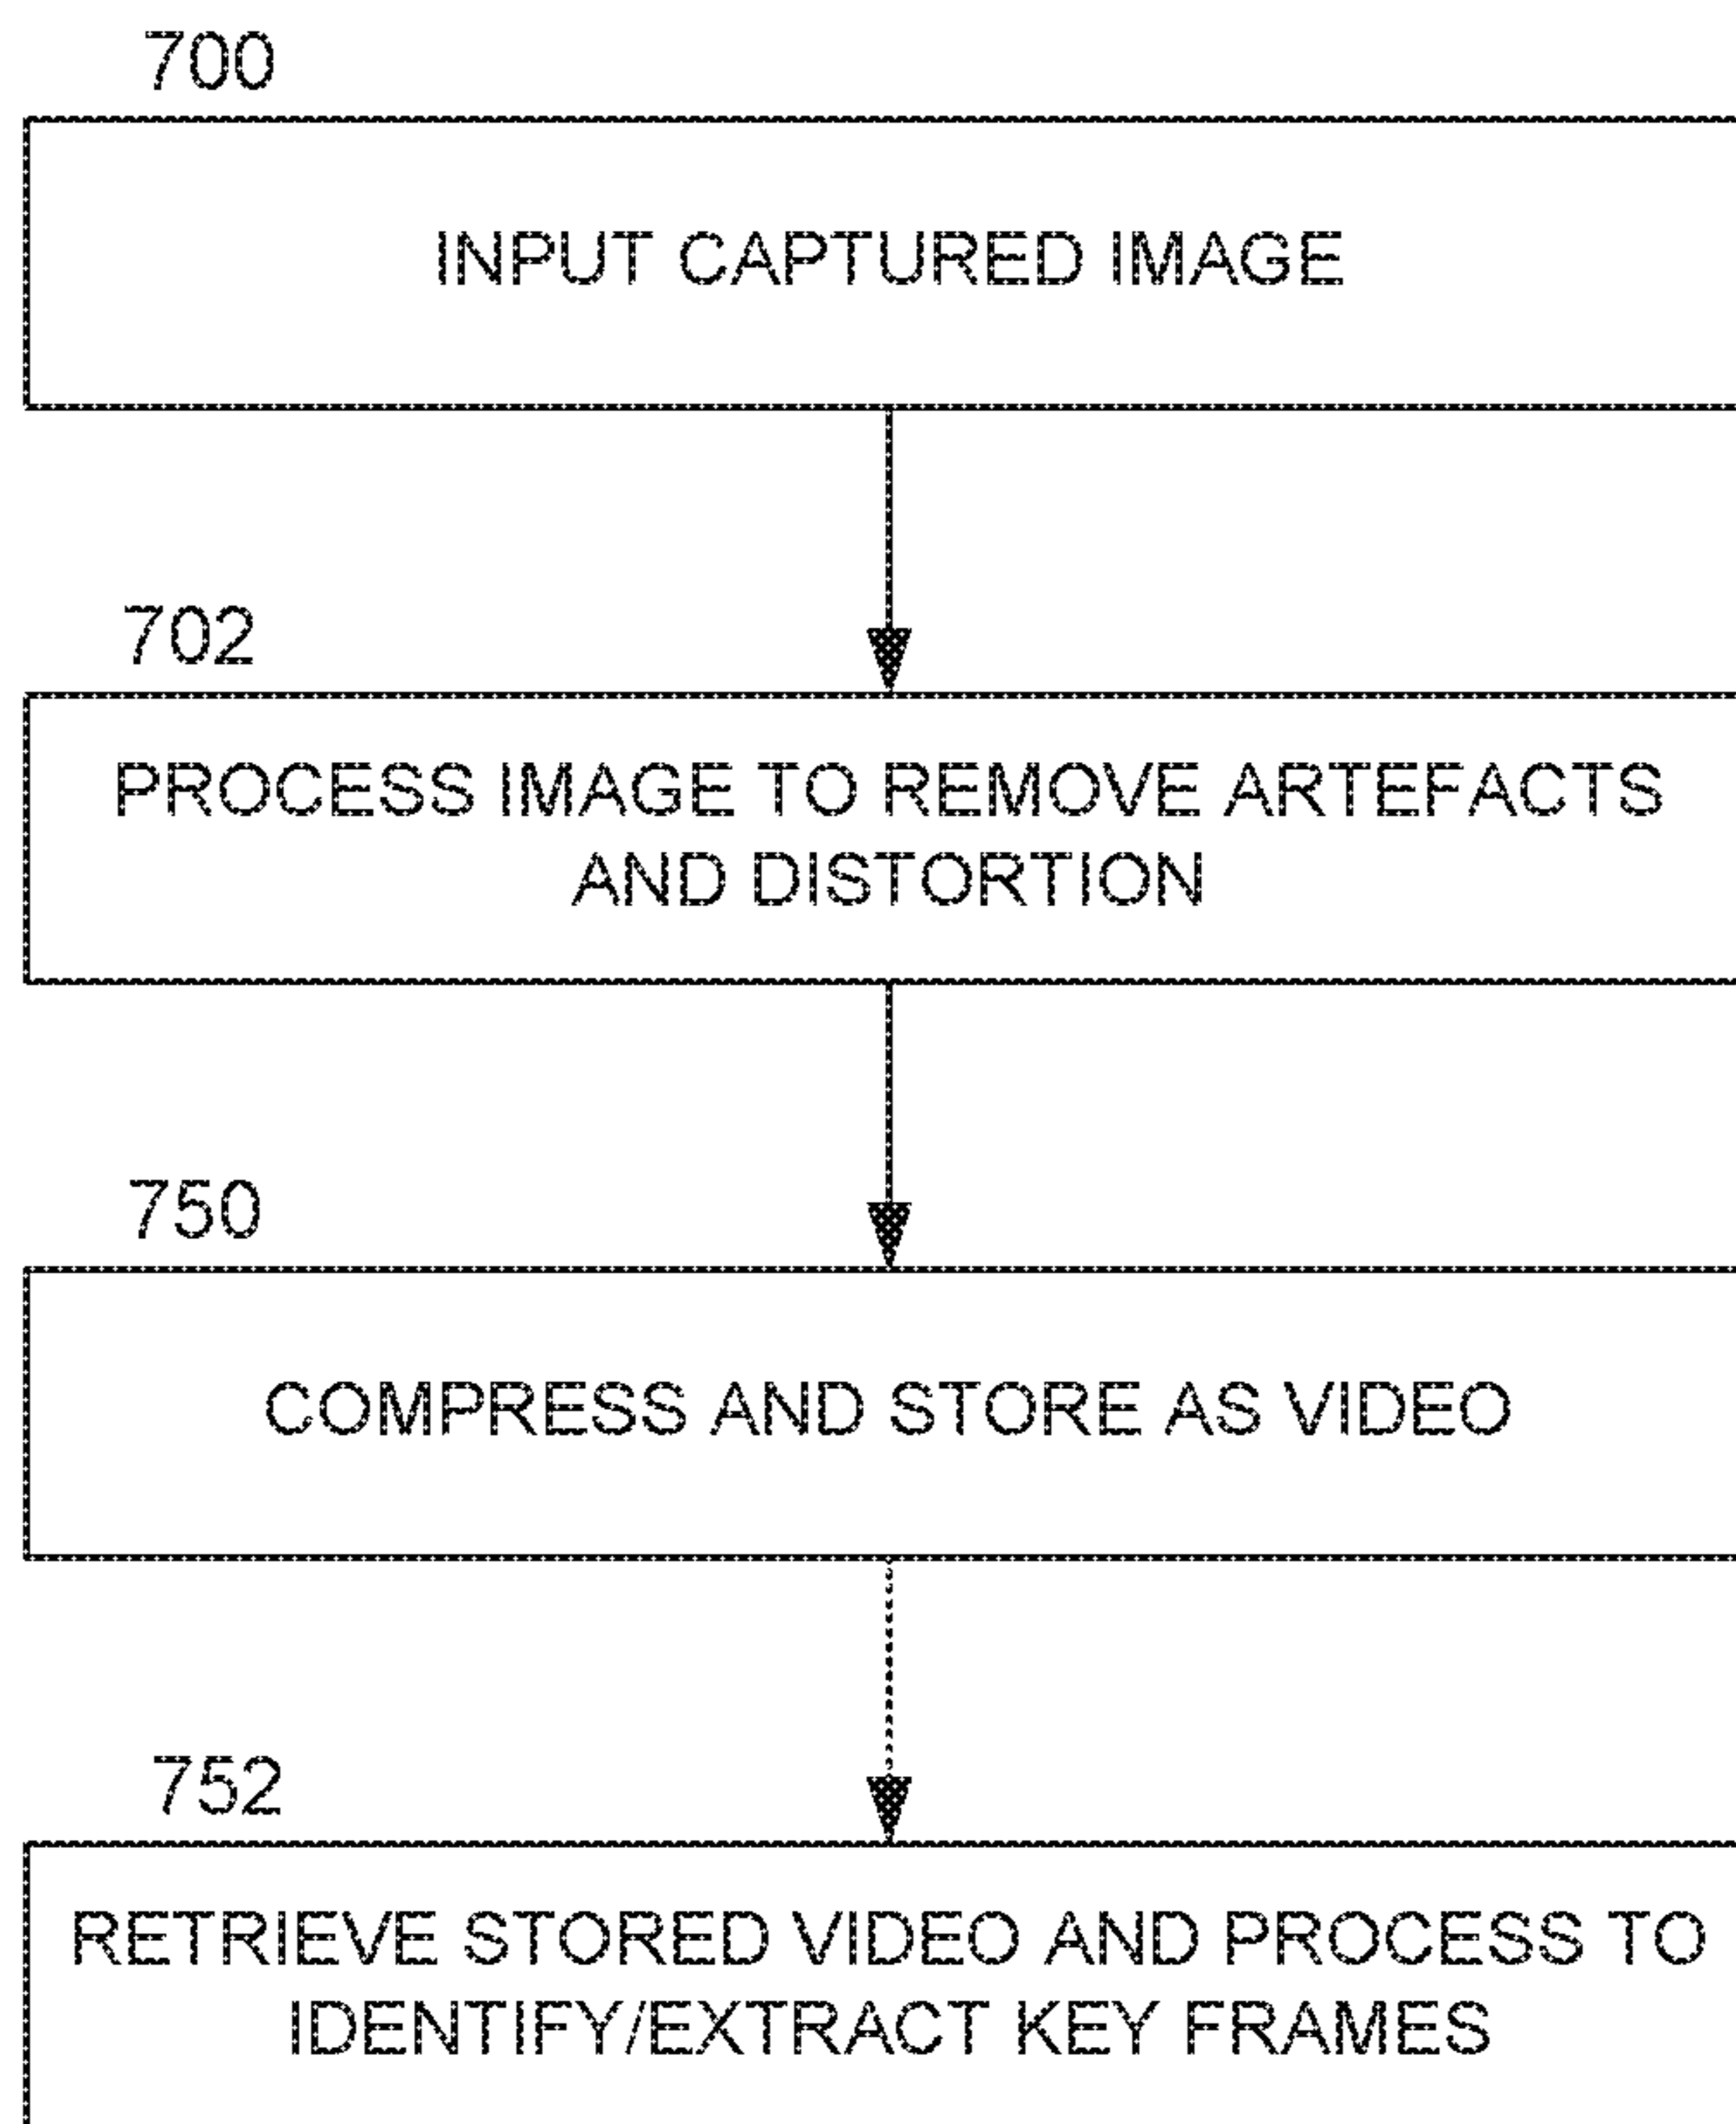 700
INPUT CAPTURED IMAGE
702
PROCESS IMAGE TO REMOVE ARTEFACTS
AND DISTORTION
750
COMPRESS AND STORE AS VIDEO
752
RETRIEVE STORED VIDEO AND PROCESS TO
IDENTIFY/EXTRACT KEY FRAMES